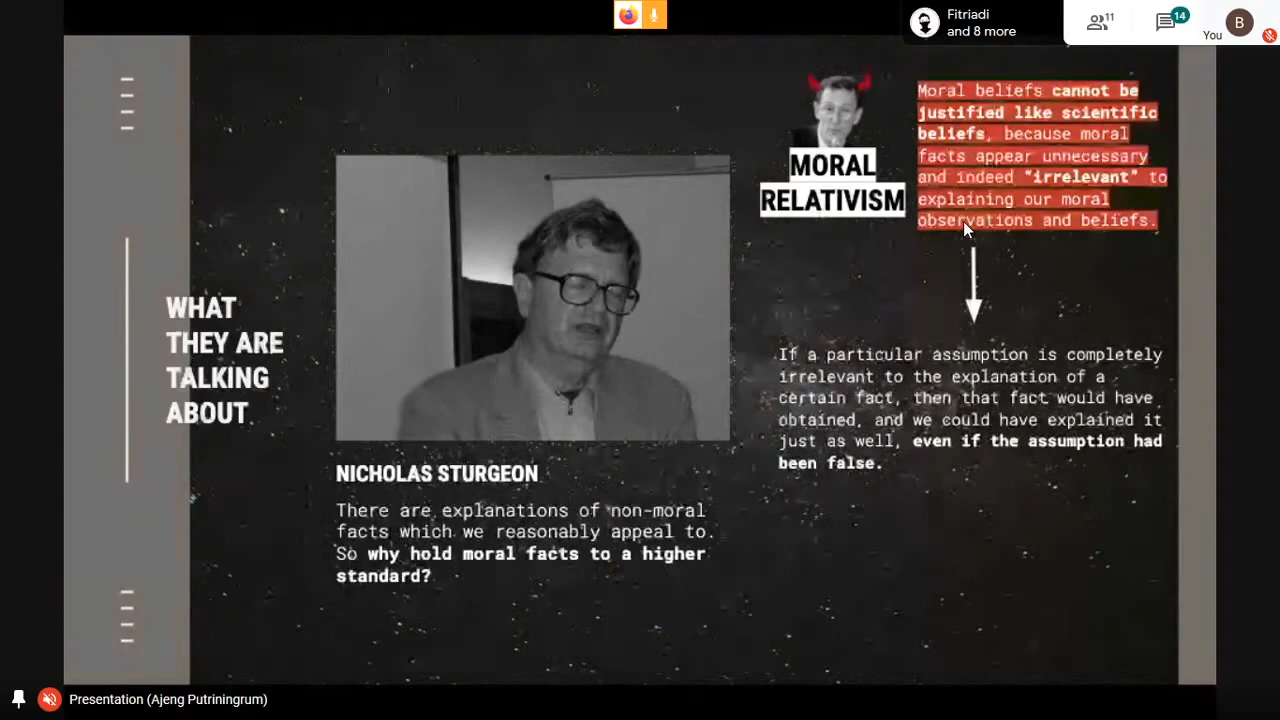 Fitriadi
and 8 more
11
14
You
B
WHAT
THEY ARE
TALKING
ABOUT
NICHOLAS STURGEON
There are explanations of non-moral
facts which we reasonably appeal to.
So why hold moral facts to a higher
standard?
MORAL
RELATIVISM
Moral beliefs cannot be
justified like scientific
beliefs, because moral
facts appear unnecessary
and indeed “irrelevant” to
explaining our moral
observations and beliefs.
If a particular assumption is completely
irrelevant to the explanation of a
certain fact, then that fact would have
obtained, and we could have explained it
just as well, even if the assumption had
been false.
Presentation (Ajeng Putriningrum)